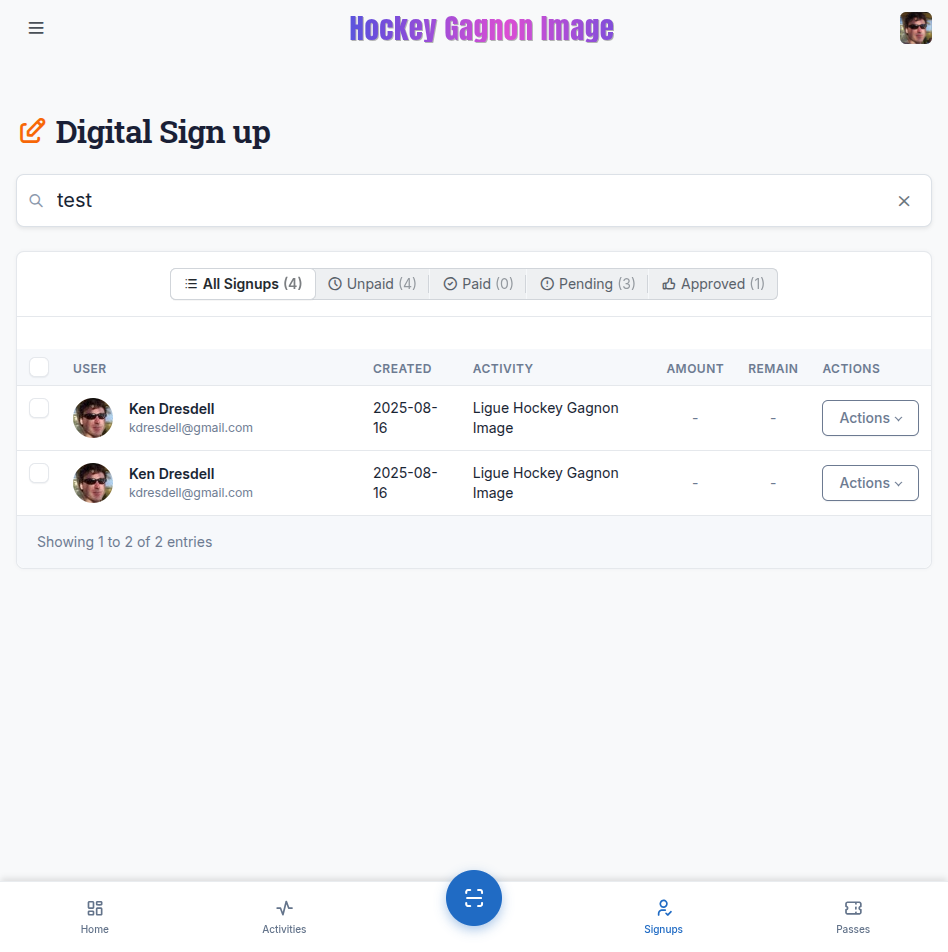 Hockey Gagnon Image
Digital Sign up
test
All Signups (4) Unpaid (4) Paid (0) Pending (3) Approved (1)
USER CREATED ACTIVITY AMOUNT REMAIN ACTIONS
Ken Dresdell
kdresdell@gmail.com
2025-08-
16
Ligue Hockey Gagnon
Image
-
-
Actions
Ken Dresdell
kdresdell@gmail.com
2025-08-
16
Ligue Hockey Gagnon
Image
-
-
Actions
Showing 1 to 2 of 2 entries
Home Activities Signups Passes